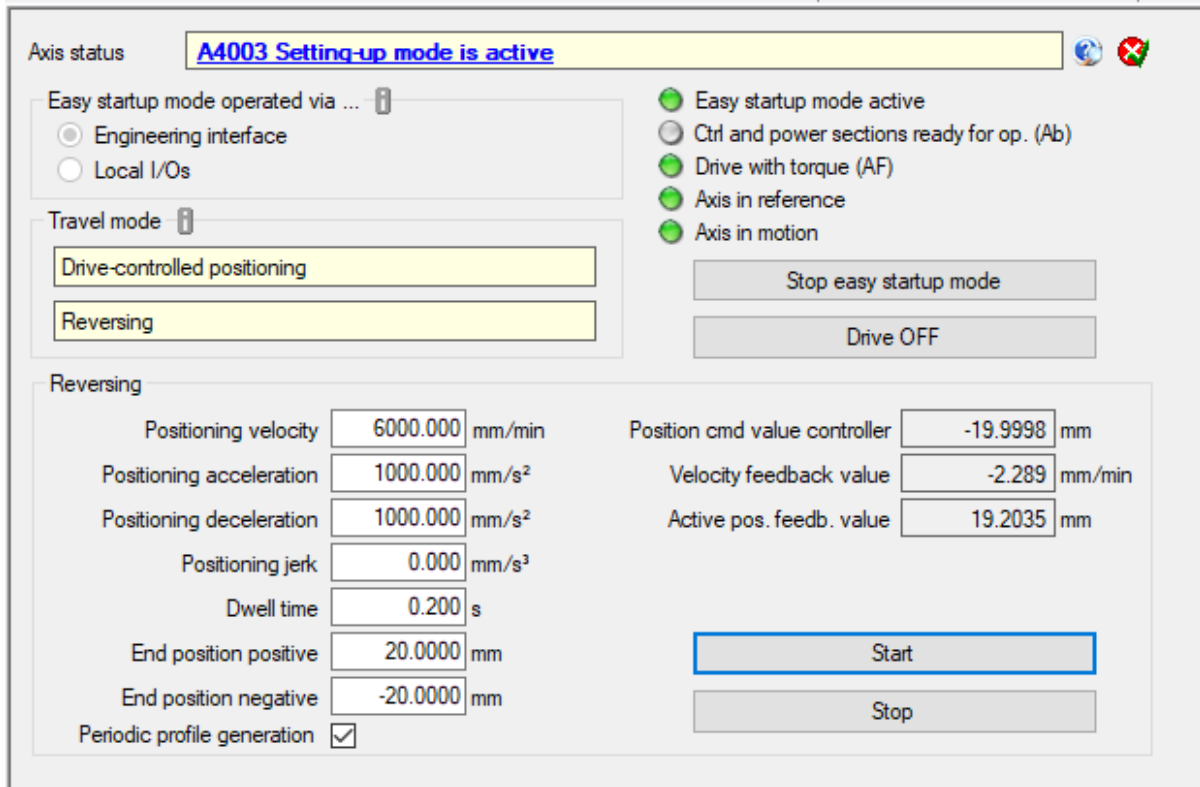 Axis status A4003 Setting-up mode is active
Easy startup mode operated via ...
Engineering interface
Local I/Os
Easy startup mode active
Ctrl and power sections ready for op. (Ab)
Drive with torque (AF)
Axis in reference
Axis in motion
Travel mode
Drive-controlled positioning
Reversing
Stop easy startup mode
Drive OFF
Reversing
Positioning velocity 6000.000 mm/min
Positioning acceleration 1000.000 mm/s²
Positioning deceleration 1000.000 mm/s²
Positioning jerk 0.000 mm/s³
Dwell time 0.200 s
End position positive 20.0000 mm
End position negative -20.0000 mm
Periodic profile generation
Position cmd value controller -19.9998 mm
Velocity feedback value -2.289 mm/min
Active pos. feedb. value 19.2035 mm
Start
Stop